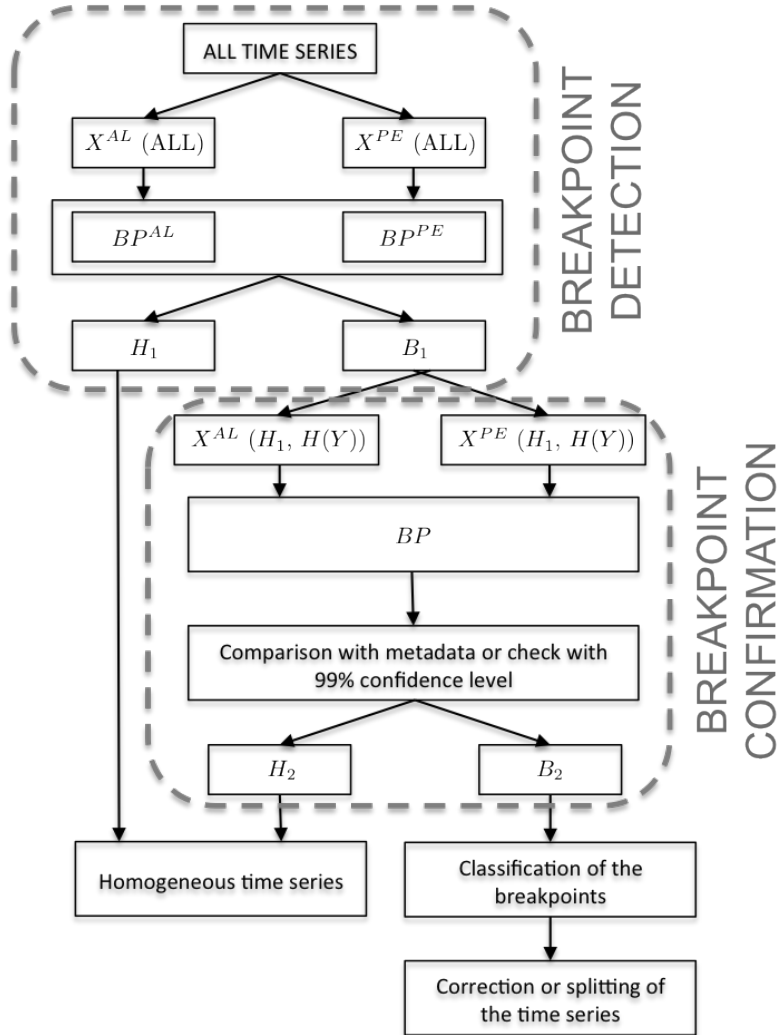 ALL TIME SERIES
X^{AL} (ALL)
X^{PE} (ALL)
BP^{AL}
BP^{PE}
H_1
B_1
BREAKPOINT
DETECTION
X^{AL} (H_1, H(Y))
X^{PE} (H_1, H(Y))
BP
Comparison with metadata or check with
99% confidence level
H_2
B_2
BREAKPOINT
CONFIRMATION
Homogeneous time series
Classification of the
breakpoints
Correction or splitting of
the time series